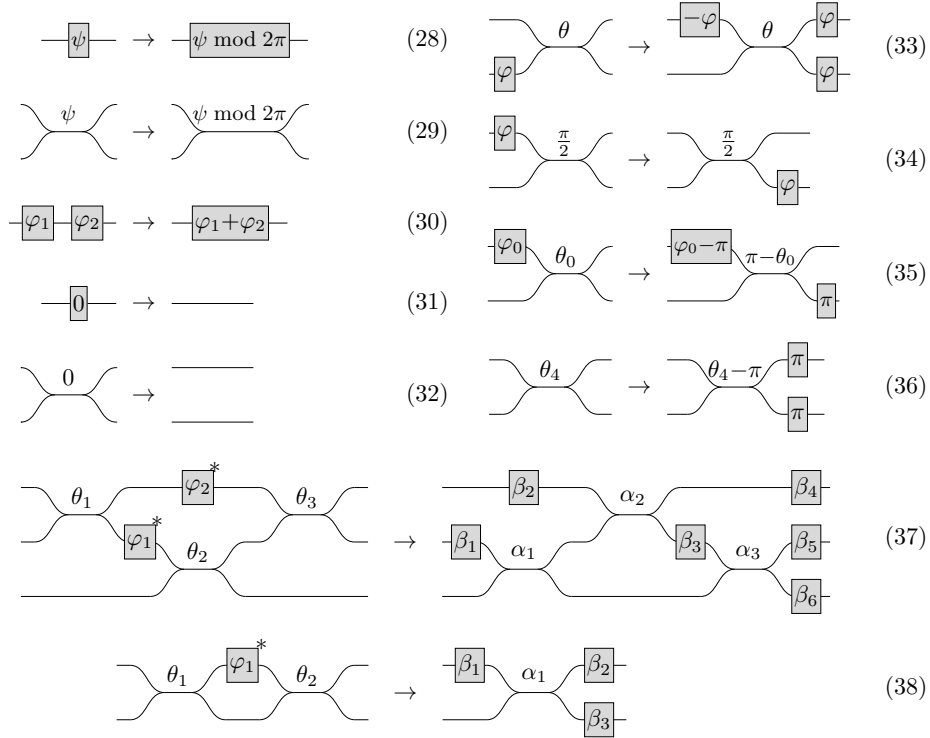 ψ → ψ mod 2π (28)
ψ → ψ mod 2π (29)
φ₁ φ₂ → φ₁+φ₂ (30)
0 → (31)
0 → (32)
φ θ → −φ θ φ φ (33)
φ π/2 → π/2 φ (34)
φ₀ θ₀ → φ₀−π π−θ₀ π (35)
θ₄ → θ₄−π π π (36)
θ₁ φ₂* θ₃ φ₁* θ₂ → β₂ α₂ β₄ β₁ α₁ β₃ α₃ β₅ β₆ (37)
θ₁ φ₁* θ₂ → β₁ α₁ β₂ β₃ (38)